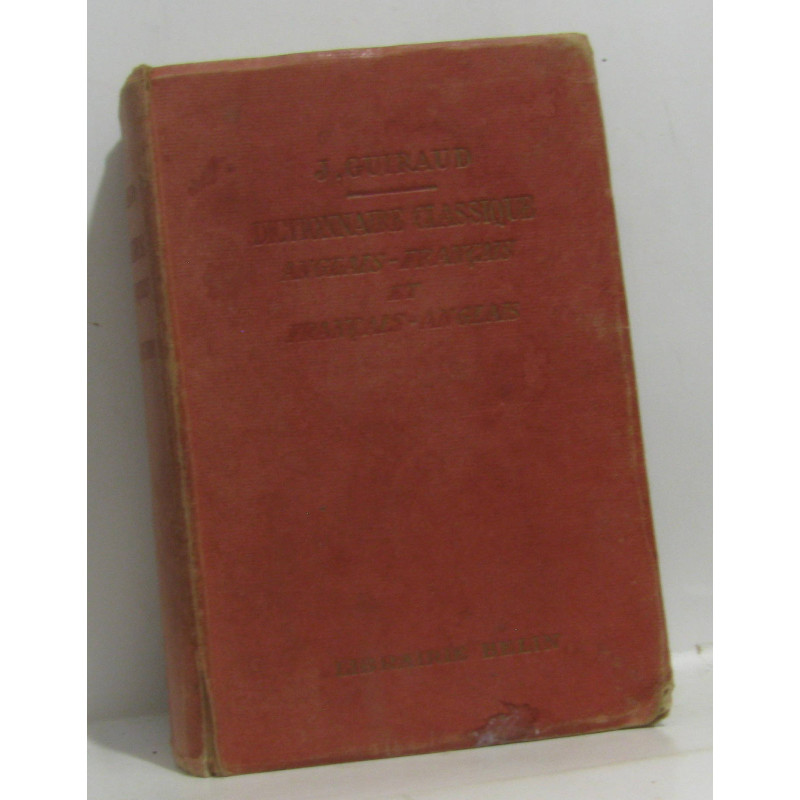 J. GUIRAUD
DICTIONNAIRE CLASSIQUE
ANGLAIS-FRANÇAIS
ET
FRANÇAIS-ANGLAIS
LIBRAIRIE BELIN